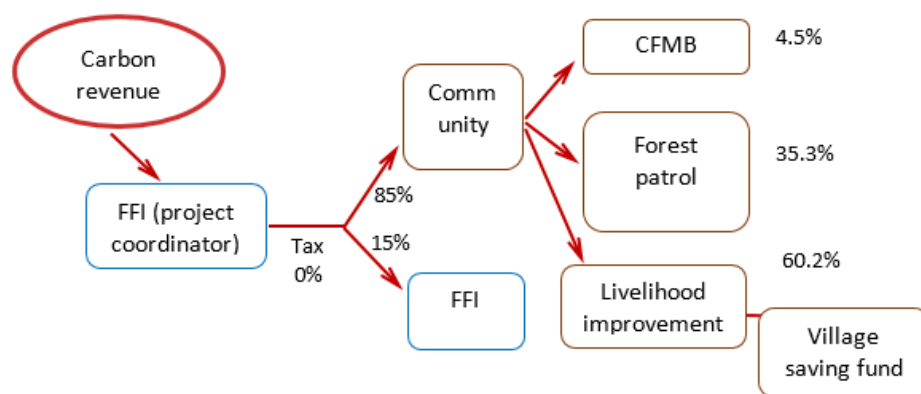 Carbon
revenue
FFI (project
coordinator)
Tax
0%
85%
15%
Comm
unity
FFI
CFMB
4.5%
Forest
patrol
35.3%
60.2%
Livelihood
improvement
Village
saving fund